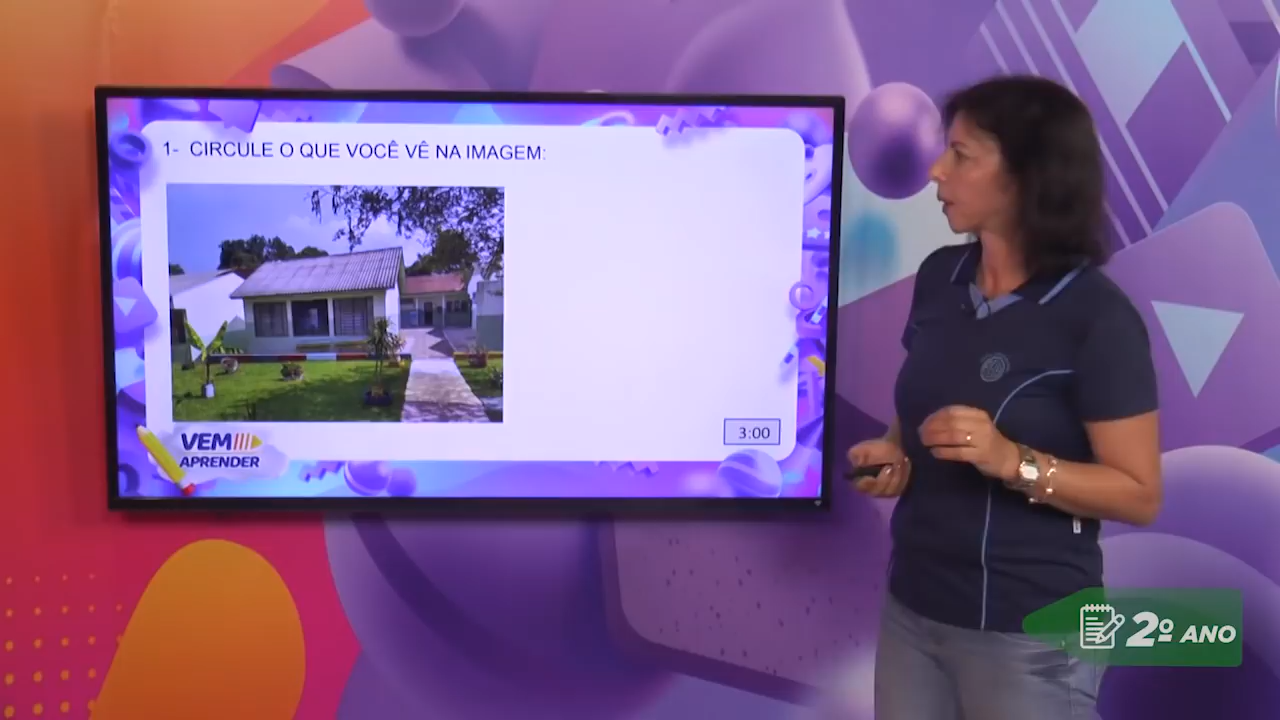 1- CIRCULE O QUE VOCÊ VÊ NA IMAGEM:
VEM
APRENDER
3:00
2º ANO